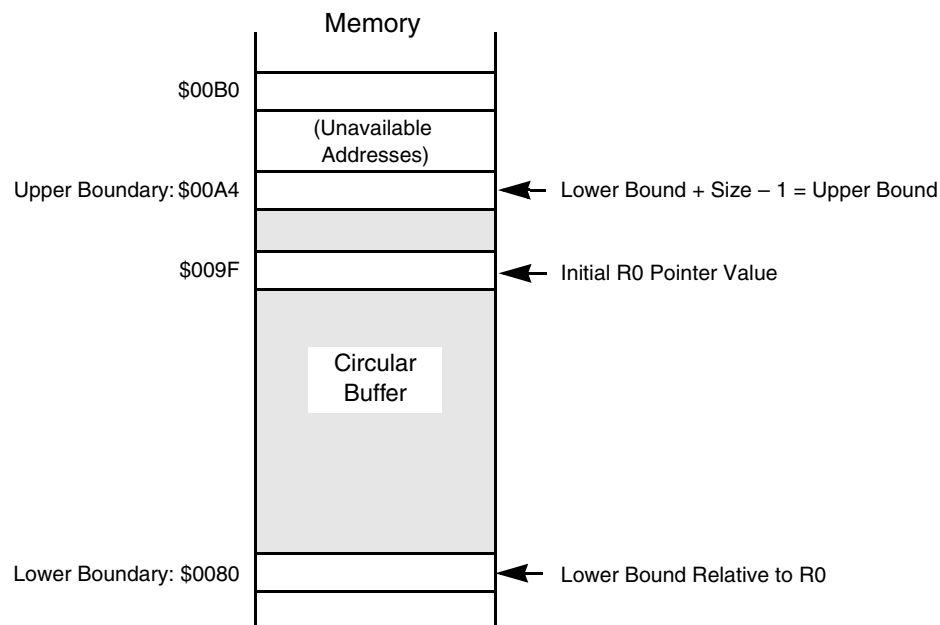 Memory
$00B0
(Unavailable
Addresses)
Upper Boundary: $00A4
Lower Bound + Size – 1 = Upper Bound
$009F
Initial R0 Pointer Value
Circular
Buffer
Lower Boundary: $0080
Lower Bound Relative to R0